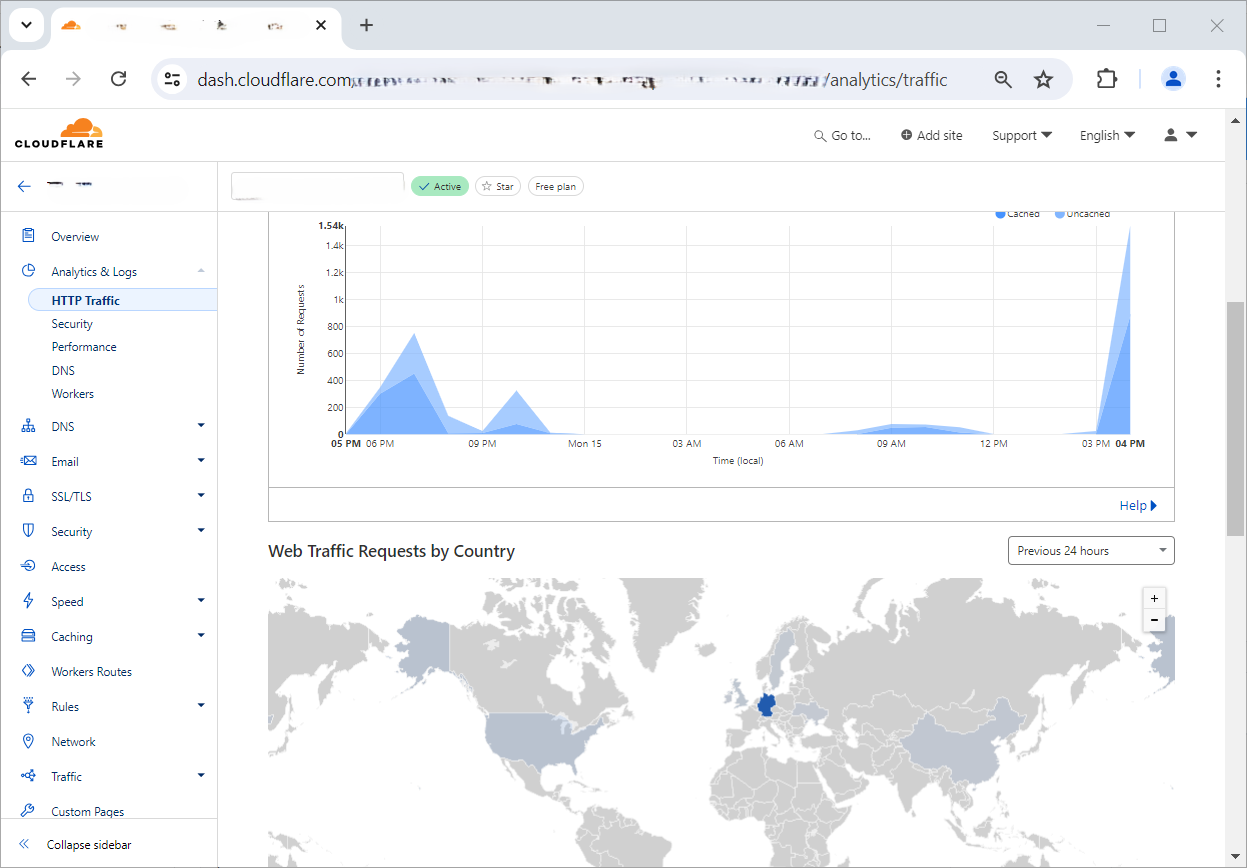 dash.cloudflare.com/
/analytics/traffic
CLOUDFLARE
Go to...
Add site
Support
English
Active
Star
Free plan
Overview
Analytics & Logs
HTTP Traffic
Security
Performance
DNS
Workers
DNS
Email
SSL/TLS
Security
Access
Speed
Caching
Workers Routes
Rules
Network
Traffic
Custom Pages
Collapse sidebar
Cached
Uncached
1.54k
1.4k
1.2k
1k
800
600
400
200
0
Number of Requests
05 PM 06 PM 09 PM Mon 15 03 AM 06 AM 09 AM 12 PM 03 PM 04 PM
Time (local)
Help
Web Traffic Requests by Country
Previous 24 hours
+
-